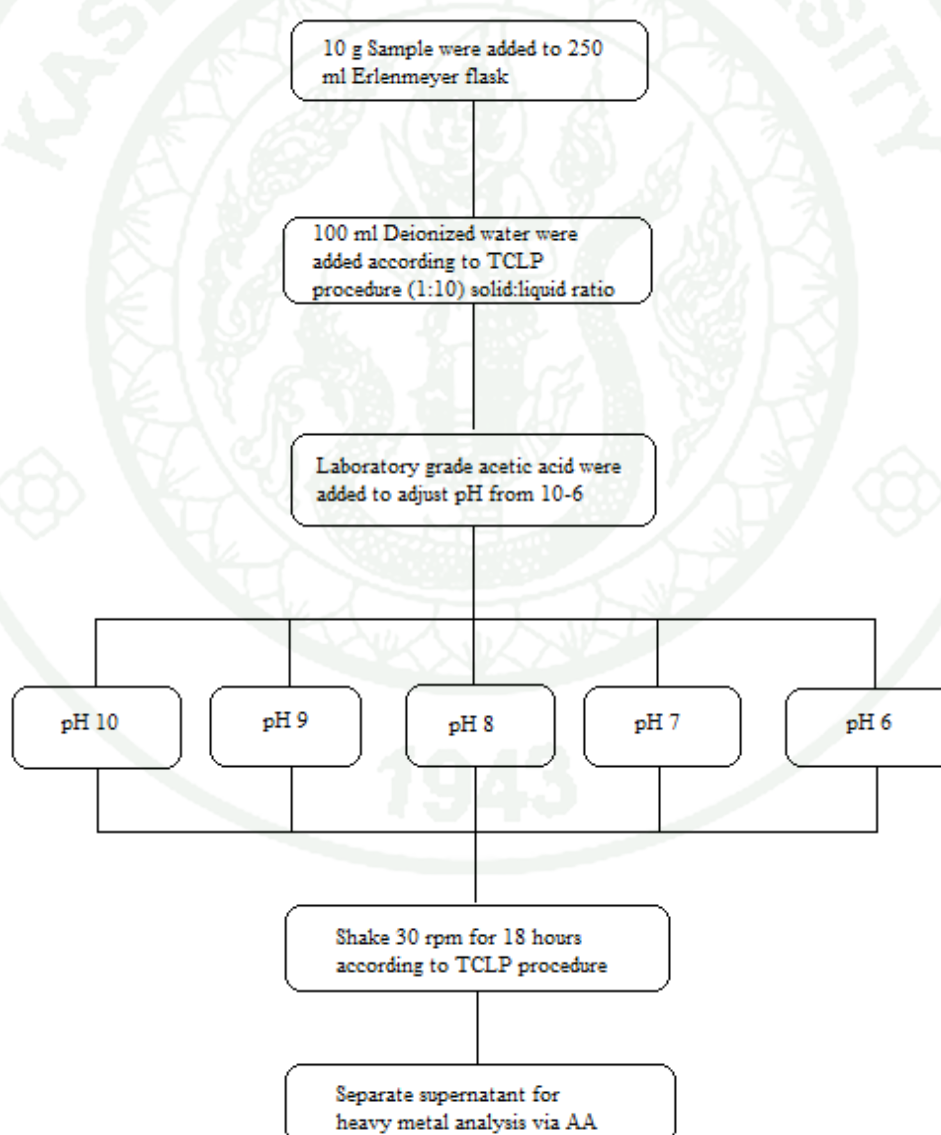 KASE
SITY
10 g Sample were added to 250
ml Erlenmeyer flask
100 ml Deionized water were
added according to TCLP
procedure (1:10) solid:liquid ratio
Laboratory grade acetic acid were
added to adjust pH from 10-6
pH 10
pH 9
pH 8
pH 7
pH 6
1943
Shake 30 rpm for 18 hours
according to TCLP procedure
Separate supernatant for
heavy metal analysis via AA